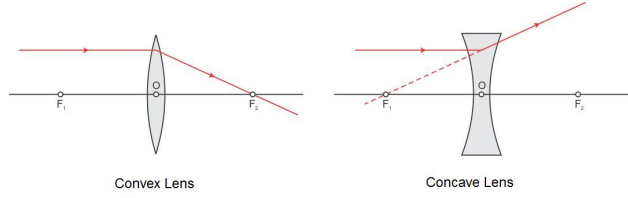 O
F₁
F₂
Convex Lens
O
F₁
F₂
Concave Lens